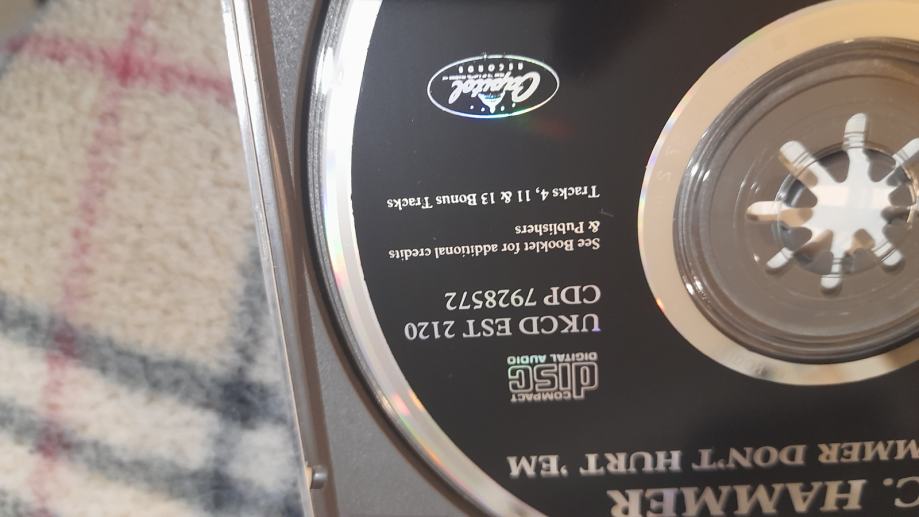 C. HAMMER
MMER DON'T HURT 'EM
COMPACT
disc
DIGITAL AUDIO
UKCD EST 2120
CDP 7928572
See Booklet for additional credits
& Publishers
Tracks 4, 11 & 13 Bonus Tracks
Capitol
RECORDS